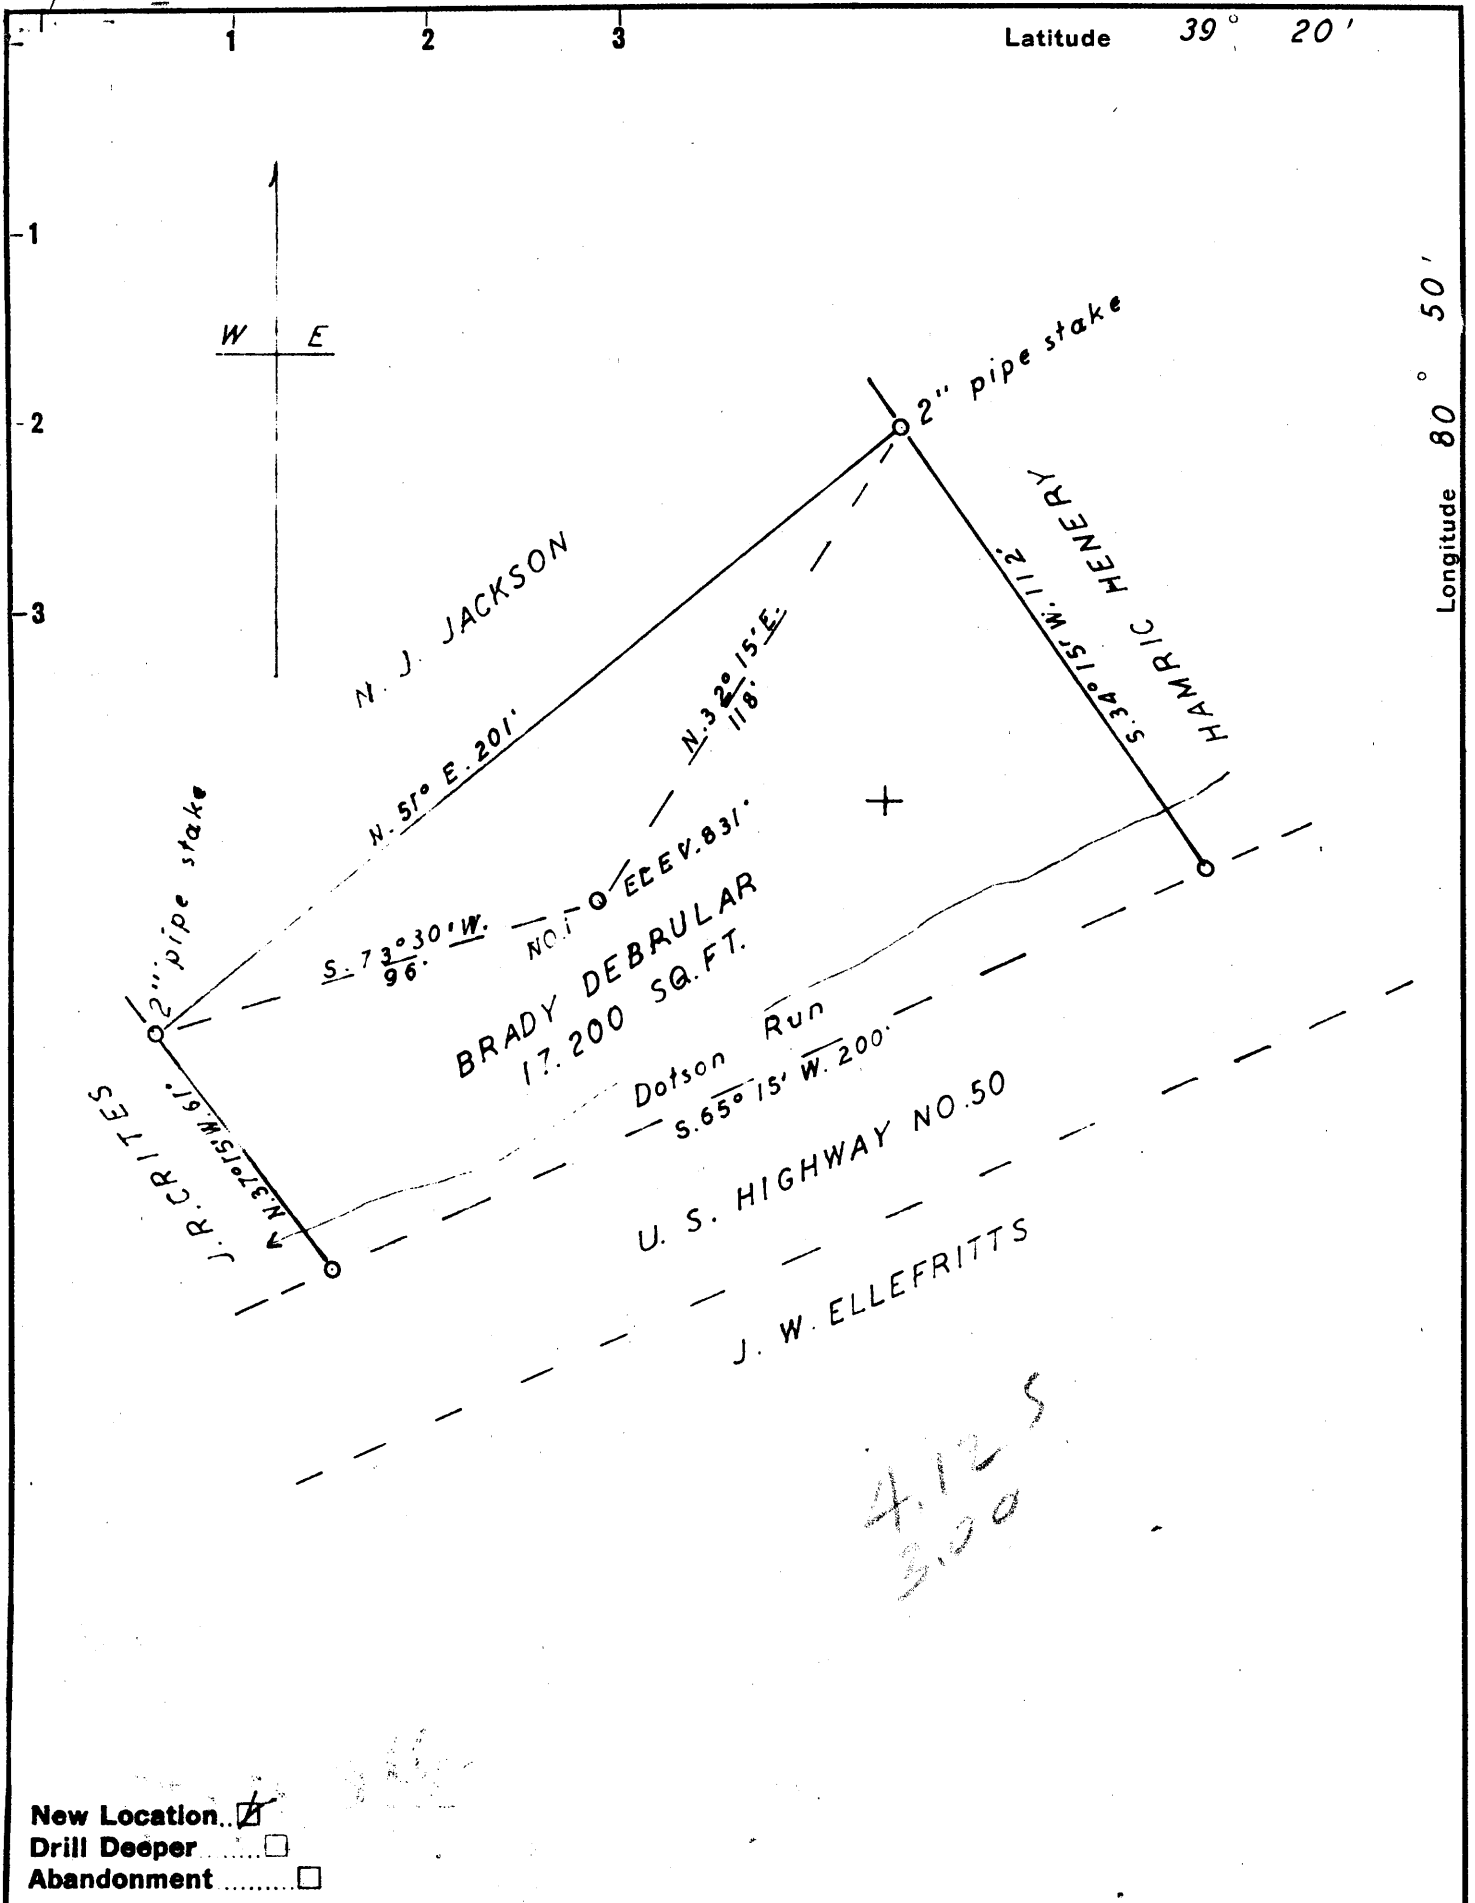 1 2 3 Latitude 39° 20'
-1
-2
-3
Longitude 80° 50'
W E
2" pipe stake
N. J. JACKSON
HAMRIC HENERY
S. 34° 15' W. 112'
N. 32° 15' E.
118'
N. 51° E. 201'
2" pipe stake
ELEV. 831'
NO. 1
S. 73° 30' W.
96'
BRADY DEBRULAR
17.200 SQ. FT.
Dotson Run
S. 65° 15' W. 200'
J. R. CRITES
N. 37° 15' W. 61'
U. S. HIGHWAY NO. 50
J. W. ELLEFRITTS
4.12 S
3.00
New Location..
Drill Deeper........
Abandonment.........